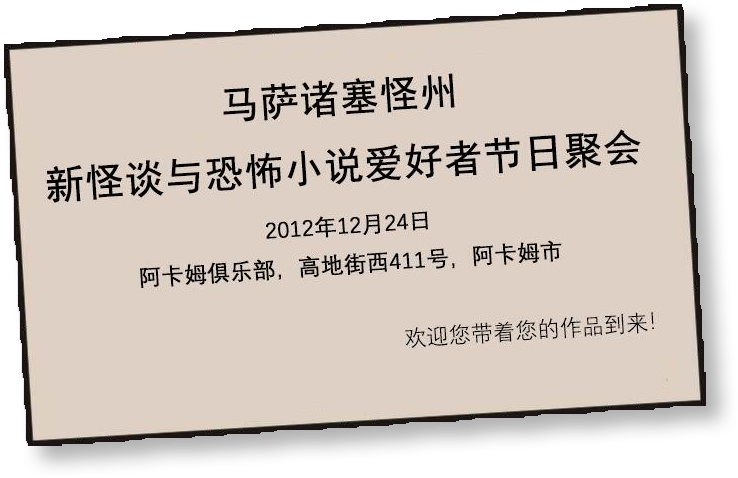 马萨诸塞怪州
新怪谈与恐怖小说爱好者节日聚会
2012年12月24日
阿卡姆俱乐部，高地街西411号，阿卡姆市
欢迎您带着您的作品到来！